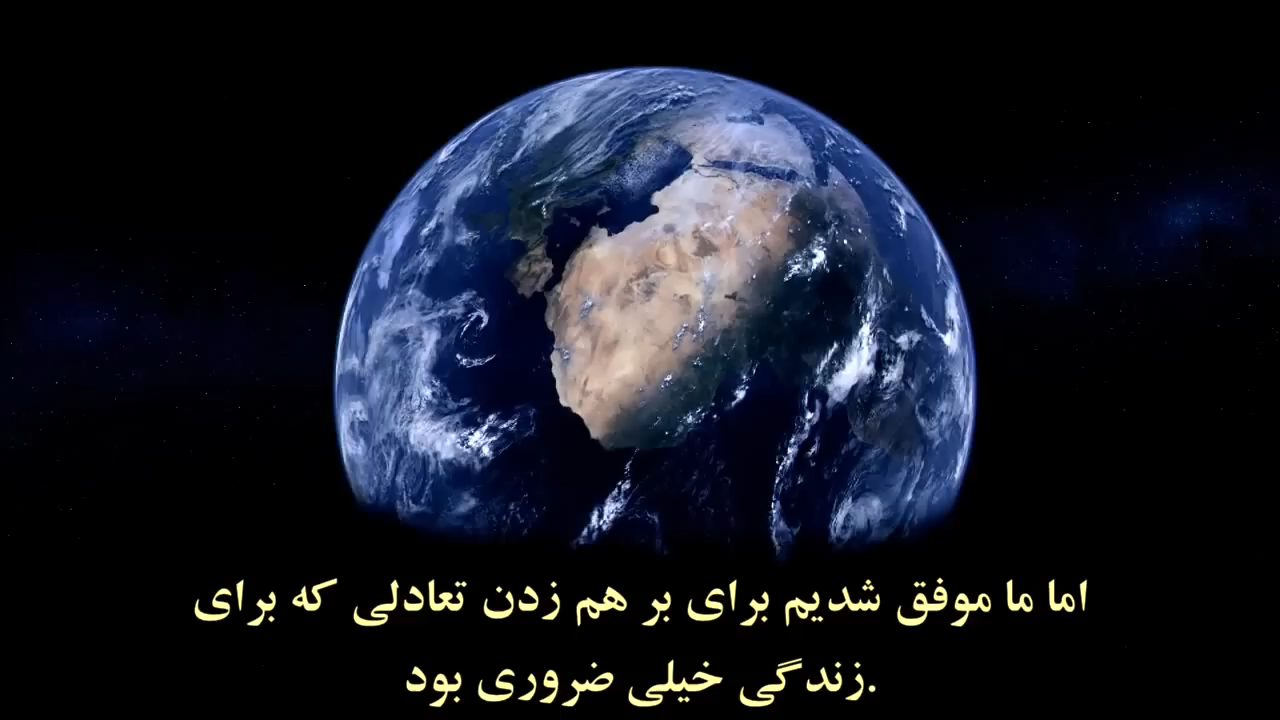 اما ما موفق شدیم برای بر هم زدن تعادلی که برای
.زندگی خیلی ضروری بود